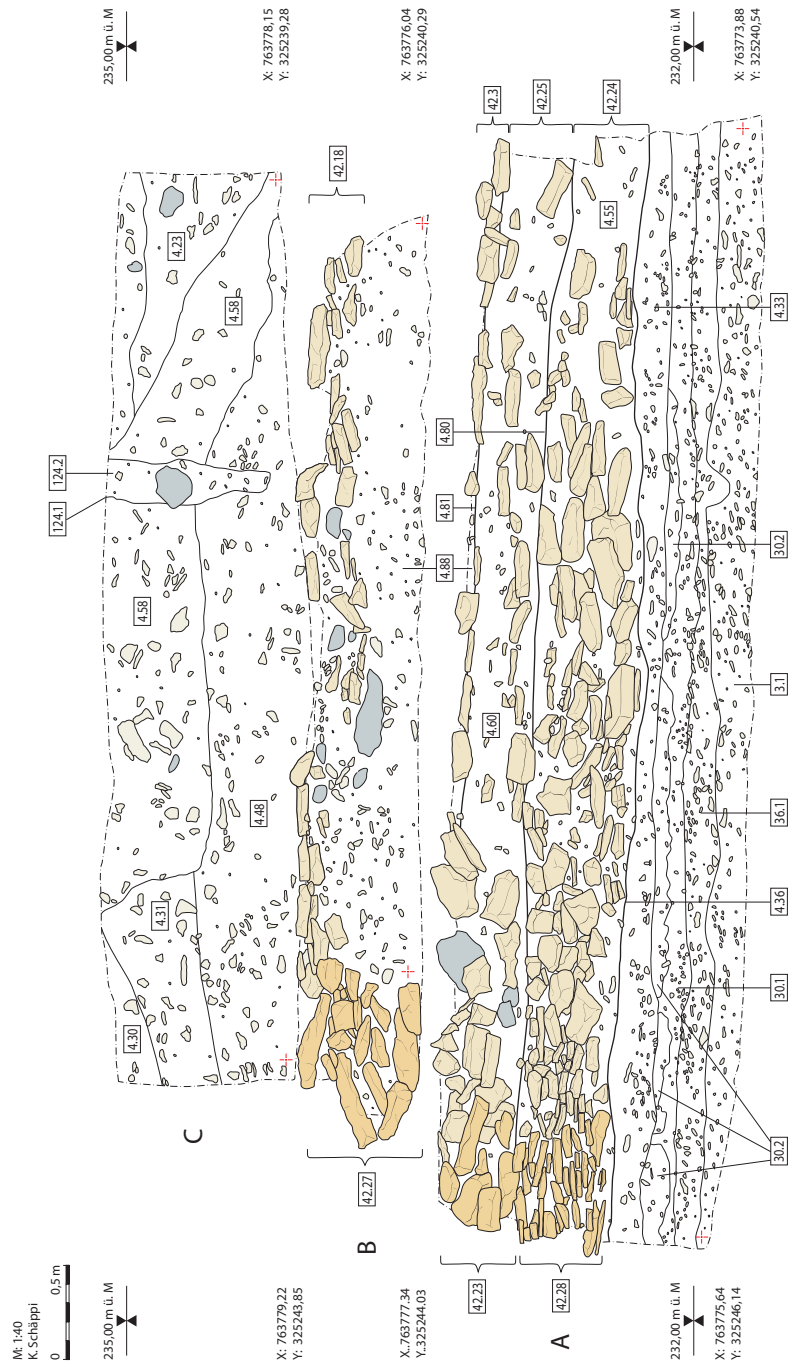 M: 1:40
K. Schäppi
0 0,5 m
124.1
124.2
235,00 m ü. M
235,00 m ü. M
4.30
4.31
4.58
4.23
4.58
4.48
C
X: 763779,22
Y: 325243,85
X: 763778,15
Y: 325239,28
42.27
42.18
B
X.:763777.34
Y.:325244.03
X: 763776,04
Y: 325240,29
4.88
4.81
4.80
42.23
42.3
4.60
42.25
42.28
42.24
4.55
A
232,00 m ü. M
232,00 m ü. M
X: 763775,64
Y: 325246,14
X: 763773,88
Y: 325240,54
30.2
30.1
4.36
36.1
3.1
30.2
4.33